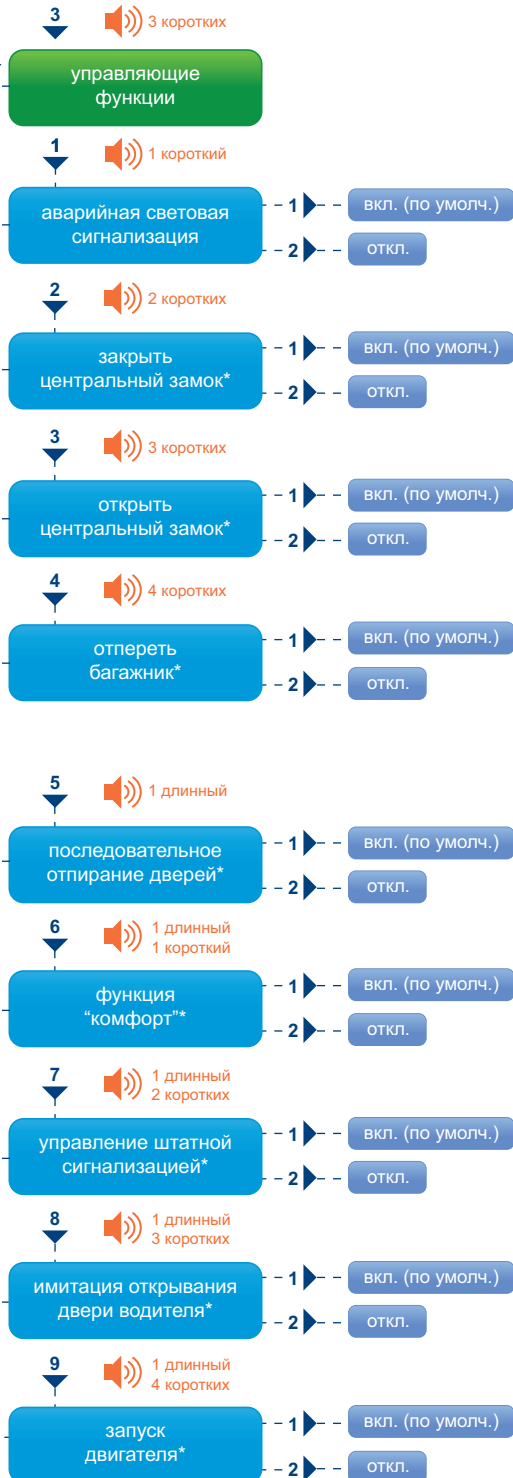 3
3 коротких
управляющие
функции
1
1 короткий
аварийная световая
сигнализация
1
вкл. (по умолч.)
2
откл.
2
2 коротких
закрыть
центральный замок*
1
вкл. (по умолч.)
2
откл.
3
3 коротких
открыть
центральный замок*
1
вкл. (по умолч.)
2
откл.
4
4 коротких
отпереть
багажник*
1
вкл. (по умолч.)
2
откл.
5
1 длинный
последовательное
отпирание дверей*
1
вкл. (по умолч.)
2
откл.
6
1 длинный
1 короткий
функция
“комфорт”*
1
вкл. (по умолч.)
2
откл.
7
1 длинный
2 коротких
управление штатной
сигнализацией*
1
вкл. (по умолч.)
2
откл.
8
1 длинный
3 коротких
имитация открывания
двери водителя*
1
вкл. (по умолч.)
2
откл.
9
1 длинный
4 коротких
запуск
двигателя*
1
вкл. (по умолч.)
2
откл.